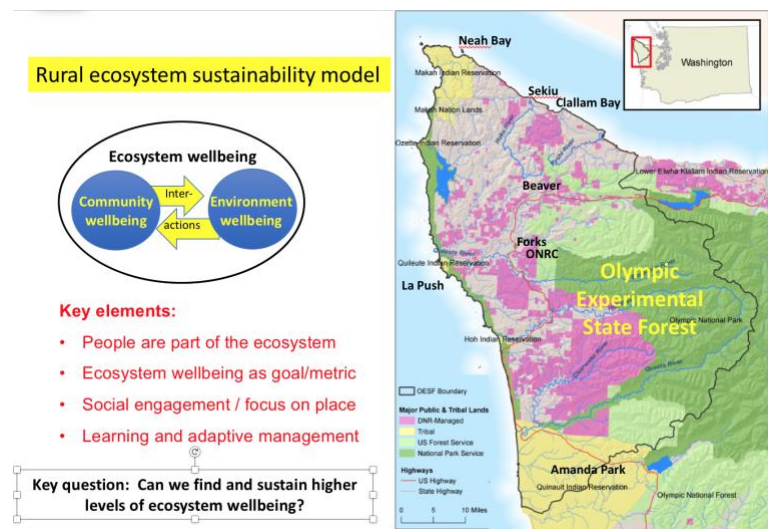 Rural ecosystem sustainability model
Ecosystem wellbeing
Community
wellbeing
Inter-
actions
Environment
wellbeing
Key elements:
• People are part of the ecosystem
• Ecosystem wellbeing as goal/metric
• Social engagement / focus on place
• Learning and adaptive management
Key question: Can we find and sustain higher
levels of ecosystem wellbeing?
Neah Bay
Makah Indian Reservation
Washington
Sekiu
Clallam Bay
Makah Nation Lands
Ozette Indian Reservation
Lower Elwha Klallam Indian Reservation
Beaver
Forks
ONRC
Quileute Indian Reservation
La Push
Olympic
Experimental
State Forest
Olympic National Park
Hoh Indian Reservation
Clearwater River
Queets River
OESF Boundary
Major Public & Tribal Lands
DNR-Managed
Tribal
US Forest Service
National Park Service
Highways
US Highway
State Highway
0 5 10 Miles
Amanda Park
Quinault Indian Reservation
Olympic National Forest